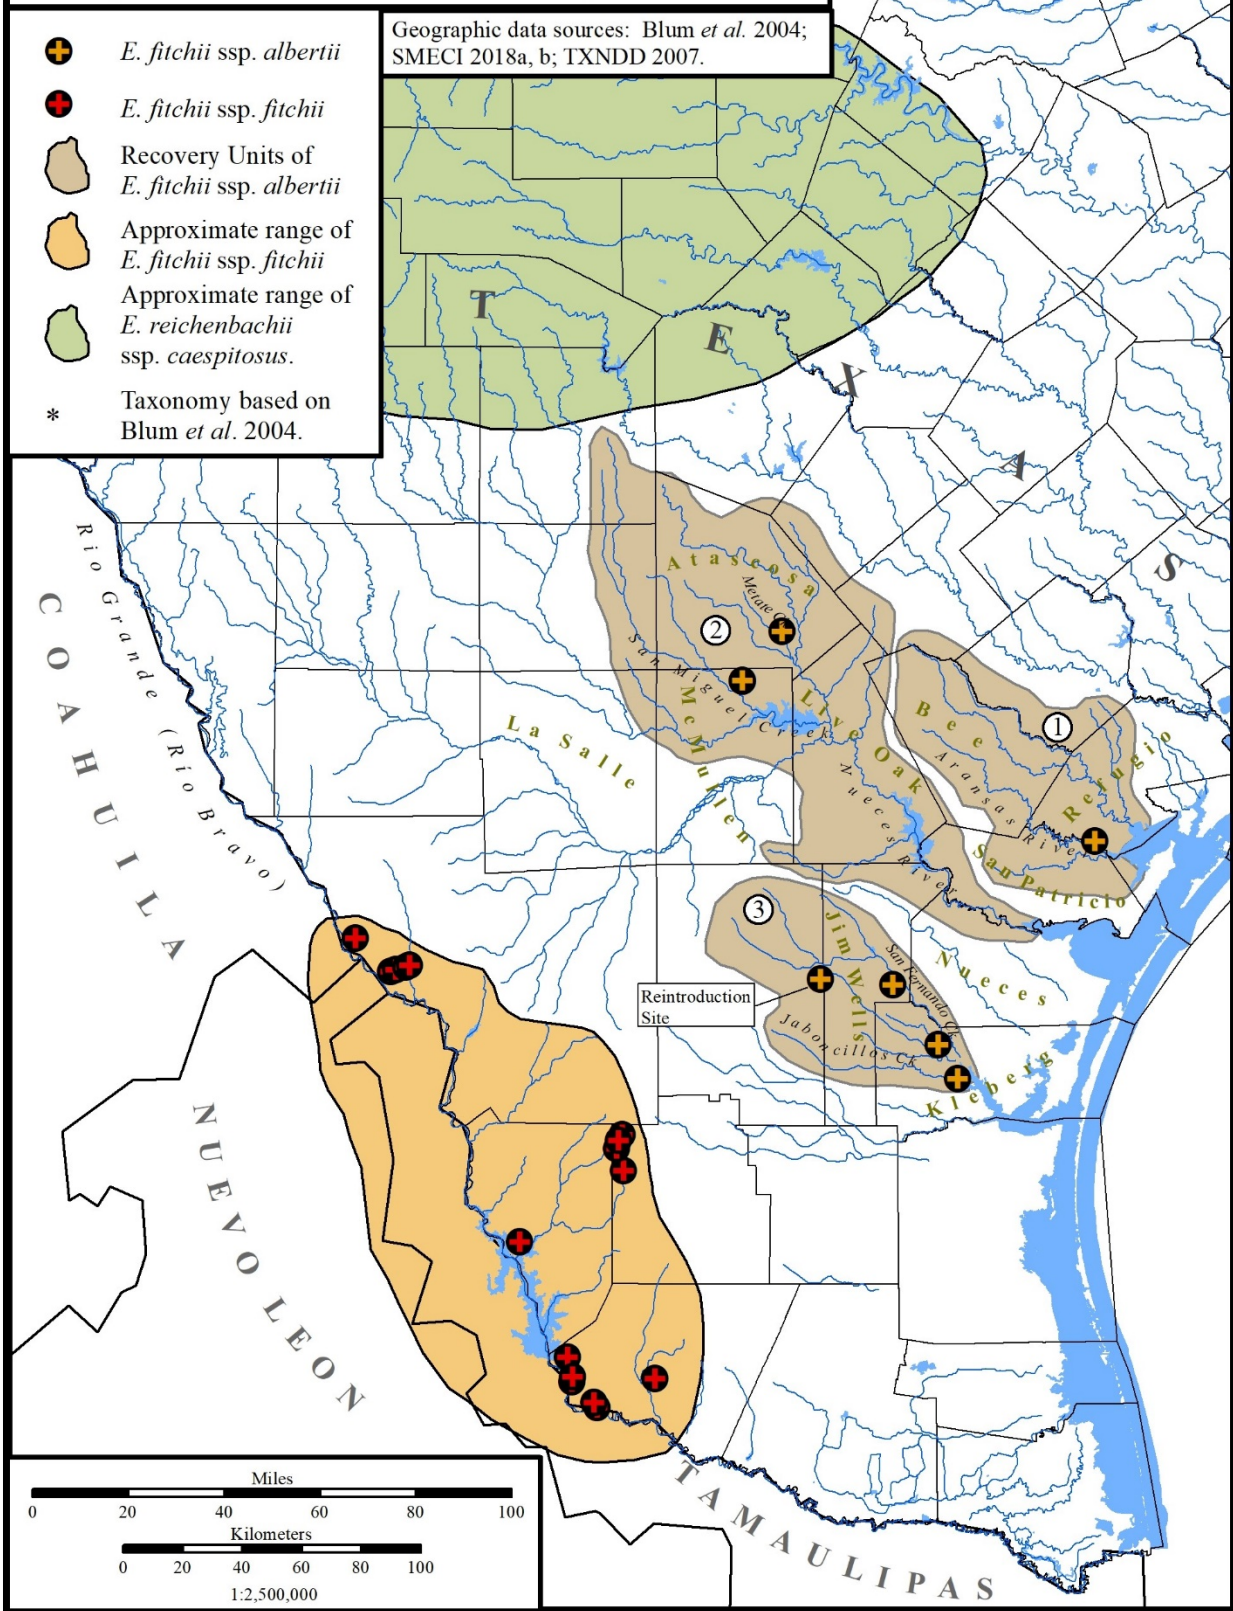 E. fitchii ssp. albertii
E. fitchii ssp. fitchii
Recovery Units of
E. fitchii ssp. albertii
Approximate range of
E. fitchii ssp. fitchii
Approximate range of
E. reichenbachii
ssp. caespitosus.
* Taxonomy based on
Blum et al. 2004.
Geographic data sources: Blum et al. 2004;
SMECI 2018a, b; TXNDD 2007.
TEXAS
Rio Grande (Rio Bravo)
COAHUILA
NUEVO LEON
TAMAULIPAS
Atascosa
Metate Ck
2
San Miguel Creek
McMullen
Live Oak
La Salle
Nueces River
Bee
1
Aransas River
Refugio
San Patricio
3
Jim Wells
San Fernando Ck
Nueces
Reintroduction
Site
Jaboncillos Ck
Kleberg
Miles
0 20 40 60 80 100
Kilometers
0 20 40 60 80 100
1:2,500,000